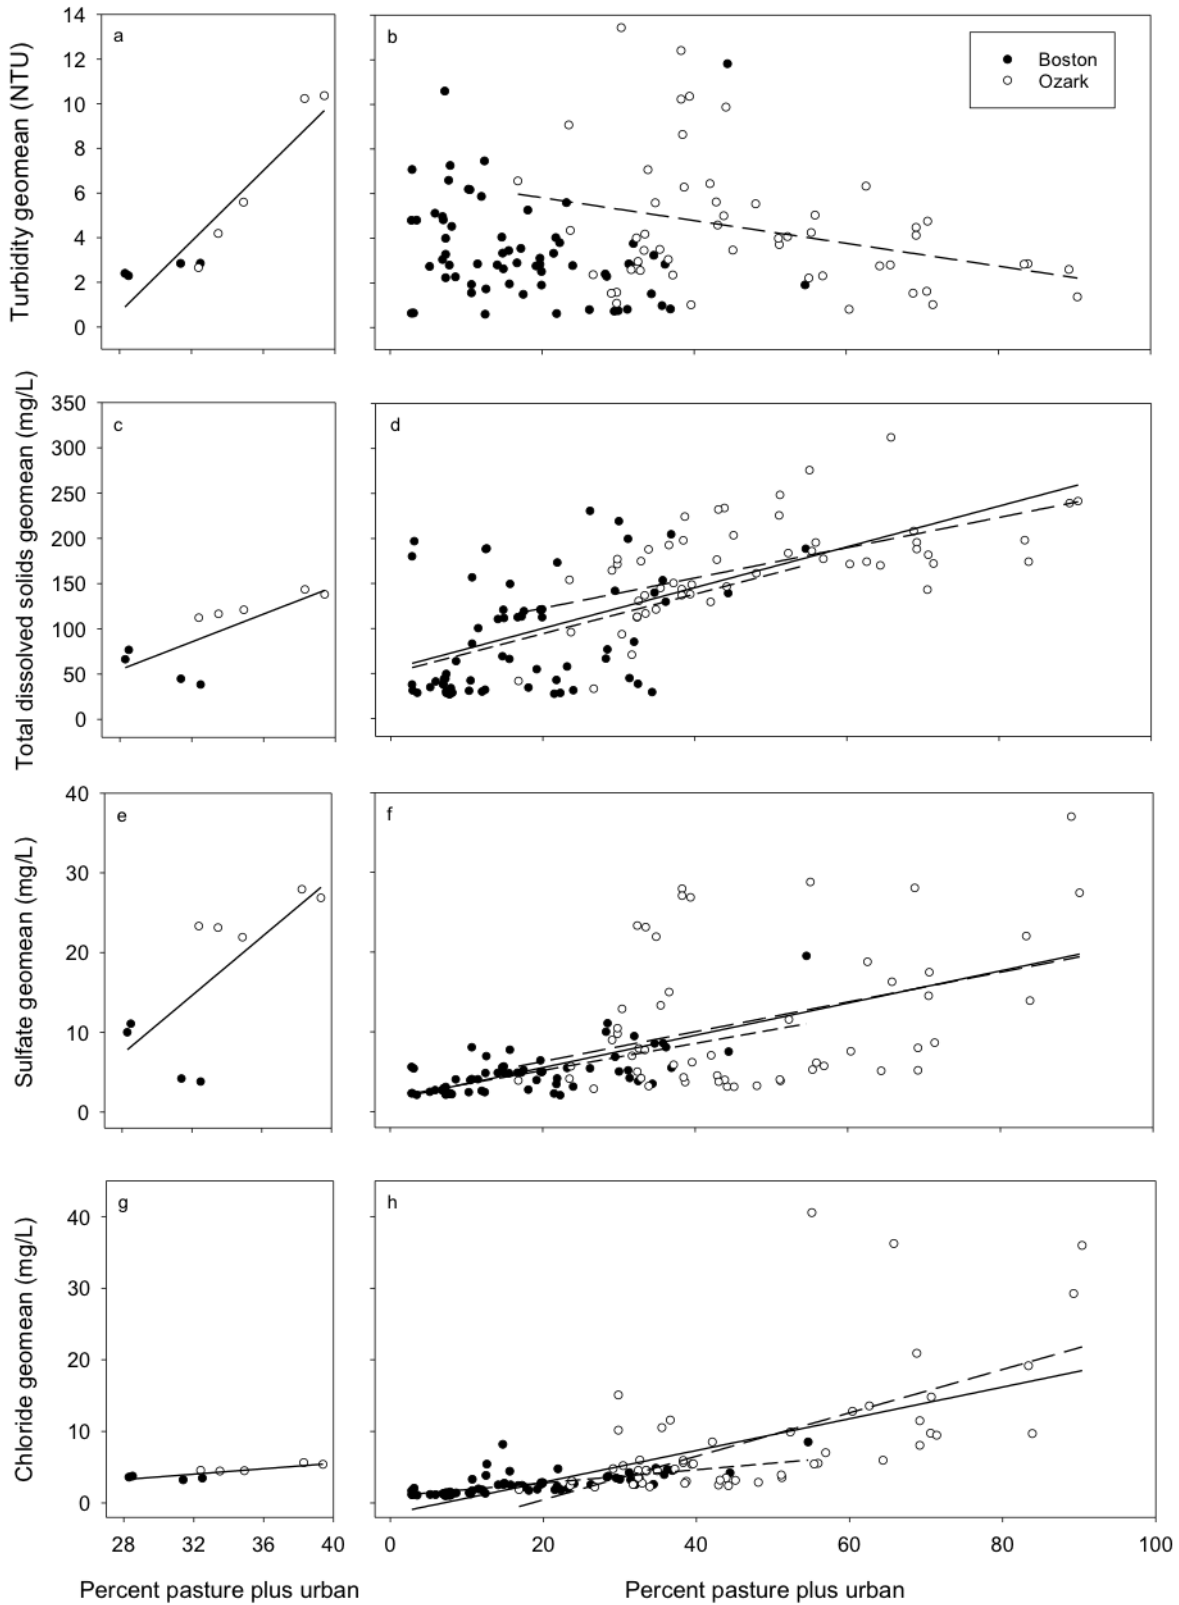 Turbidity geomean (NTU)
14
12
10
8
6
4
2
0
a
b
Boston
Ozark
Total dissolved solids geomean (mg/L)
350
300
250
200
150
100
50
0
c
d
Sulfate geomean (mg/L)
40
30
20
10
0
e
f
Chloride geomean (mg/L)
40
30
20
10
0
g
h
28 32 36 40
0 20 40 60 80 100
Percent pasture plus urban
Percent pasture plus urban